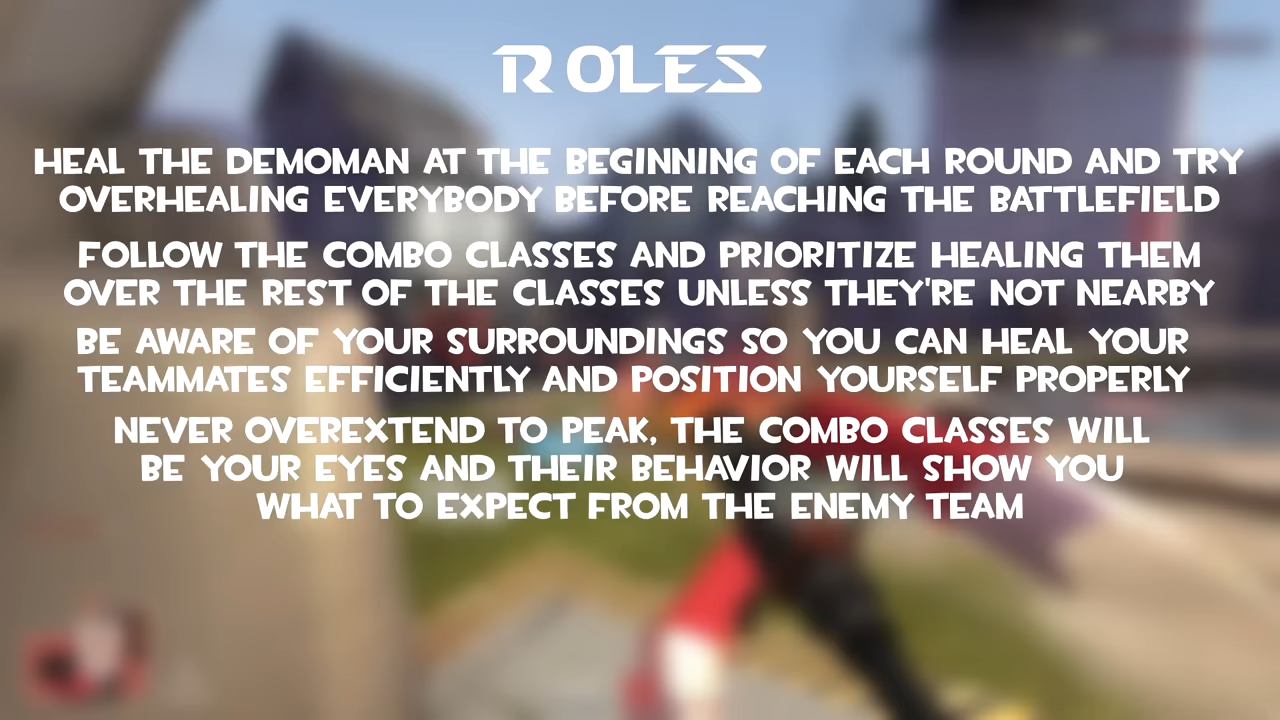 ROLES
HEAL THE DEMOMAN AT THE BEGINNING OF EACH ROUND AND TRY
OVERHEALING EVERYBODY BEFORE REACHING THE BATTLEFIELD
FOLLOW THE COMBO CLASSES AND PRIORITIZE HEALING THEM
OVER THE REST OF THE CLASSES UNLESS THEY'RE NOT NEARBY
BE AWARE OF YOUR SURROUNDINGS SO YOU CAN HEAL YOUR
TEAMMATES EFFICIENTLY AND POSITION YOURSELF PROPERLY
NEVER OVEREXTEND TO PEAK, THE COMBO CLASSES WILL
BE YOUR EYES AND THEIR BEHAVIOR WILL SHOW YOU
WHAT TO EXPECT FROM THE ENEMY TEAM